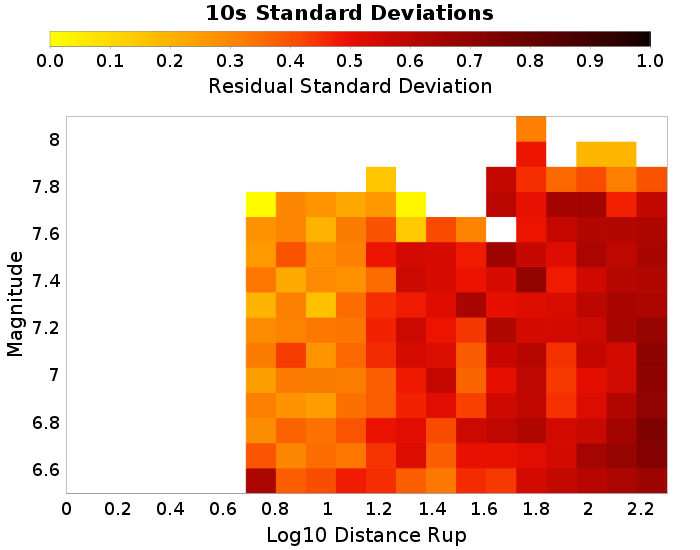 10s Standard Deviations
0.0 0.1 0.2 0.3 0.4 0.5 0.6 0.7 0.8 0.9 1.0
Residual Standard Deviation
8
7.8
7.6
7.4
7.2
7
6.8
6.6
Magnitude
0 0.2 0.4 0.6 0.8 1 1.2 1.4 1.6 1.8 2 2.2
Log10 Distance Rup